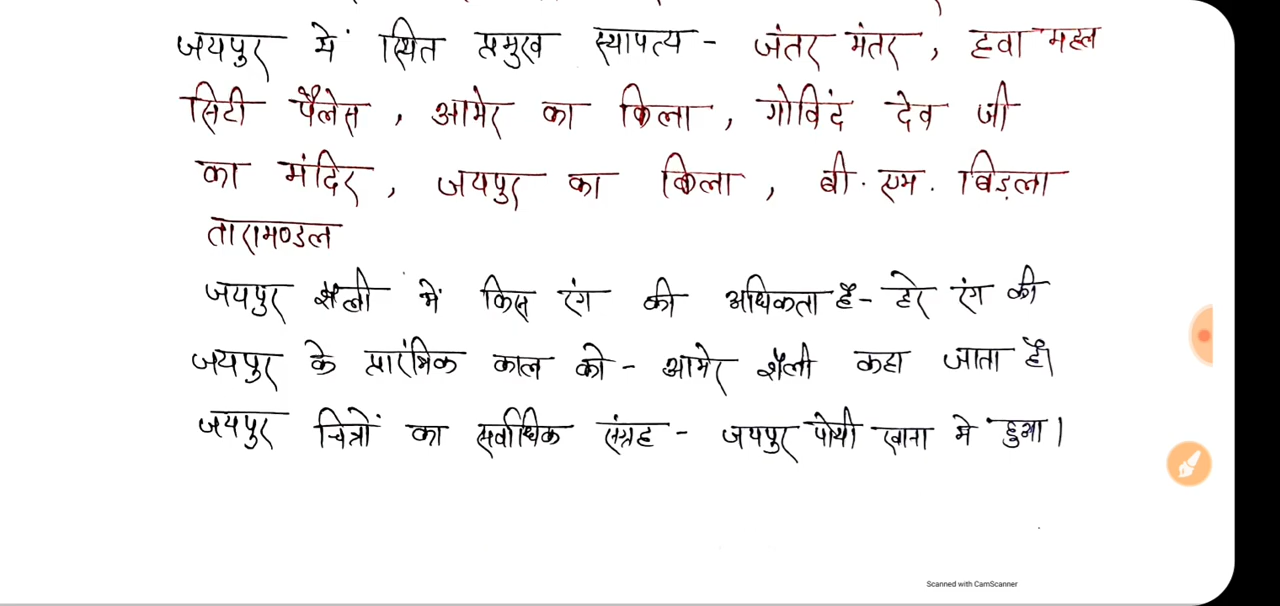 जयपुर में स्थित प्रमुख स्थापत्य - जंतर मंतर, हवा महल
सिटी पैलेस, आमेर का किला, गोविंद देव जी
का मंदिर, जयपुर का किला, बी. एम. बिड़ला
तारामण्डल
जयपुर शैली में किस रंग की अधिकता है - हरे रंग की
जयपुर के प्रारंभिक काल को - आमेर शैली कहा जाता है।
जयपुर चित्रों का सर्वाधिक संग्रह - जयपुर पोथी खाना मे हुआ।
Scanned with CamScanner